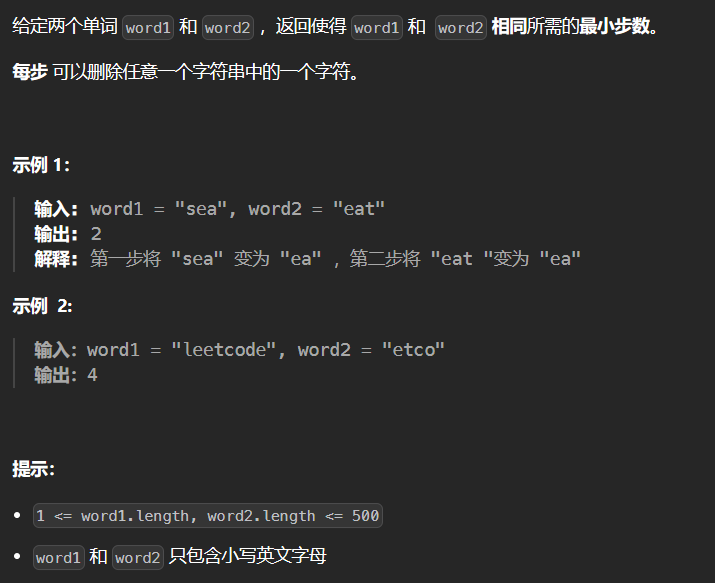 给定两个单词 word1 和 word2 ，返回使得 word1 和 word2 相同所需的最小步数。
每步 可以删除任意一个字符串中的一个字符。
示例 1：
输入: word1 = "sea", word2 = "eat"
输出: 2
解释: 第一步将 "sea" 变为 "ea" ，第二步将 "eat "变为 "ea"
示例 2:
输入：word1 = "leetcode", word2 = "etco"
输出：4
提示：
• 1 <= word1.length, word2.length <= 500
• word1 和 word2 只包含小写英文字母